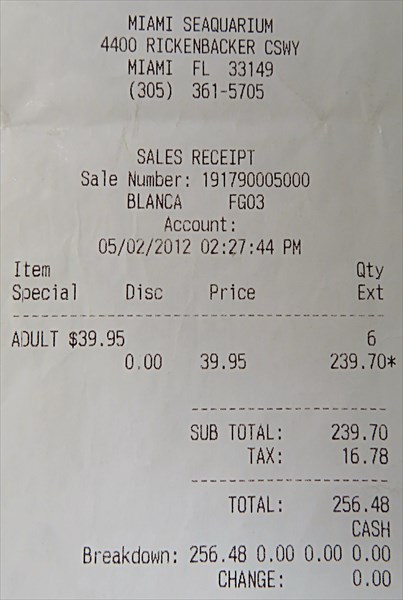 MIAMI SEAQUARIUM
4400 RICKENBACKER CSWY
MIAMI FL 33149
(305) 361-5705
SALES RECEIPT
Sale Number: 191790005000
BLANCA FG03
Account:
05/02/2012 02:27:44 PM
Item Qty
Special Disc Price Ext
ADULT $39.95 6
0.00 39.95 239.70*
SUB TOTAL: 239.70
TAX: 16.78
TOTAL: 256.48
CASH
Breakdown: 256.48 0.00 0.00 0.00
CHANGE: 0.00